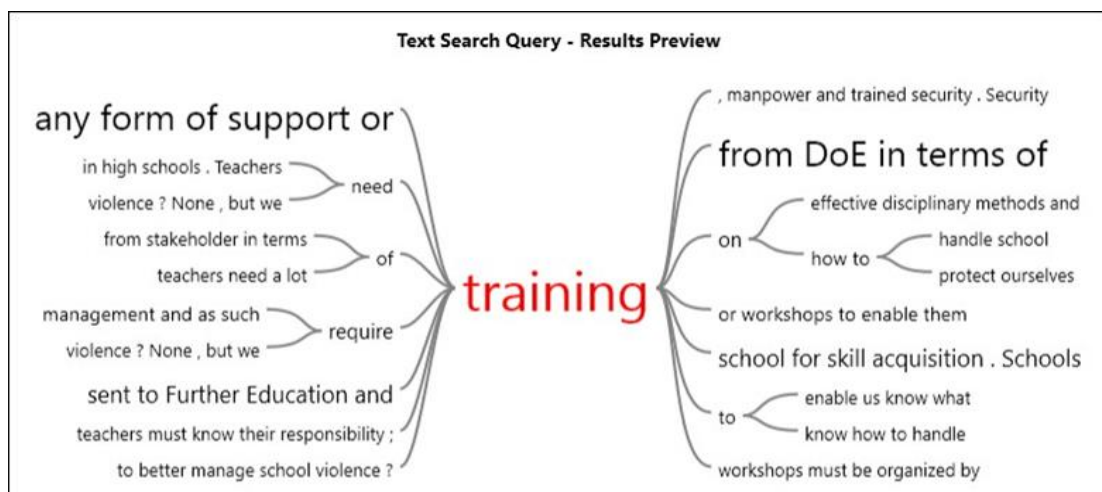 Text Search Query - Results Preview
any form of support or
in high schools . Teachers
violence ? None , but we
need
from stakeholder in terms
teachers need a lot
of
management and as such
violence ? None , but we
require
sent to Further Education and
teachers must know their responsibility ;
to better manage school violence ?
training
, manpower and trained security . Security
from DoE in terms of
on
effective disciplinary methods and
how to
handle school
protect ourselves
or workshops to enable them
school for skill acquisition . Schools
to
enable us know what
know how to handle
workshops must be organized by